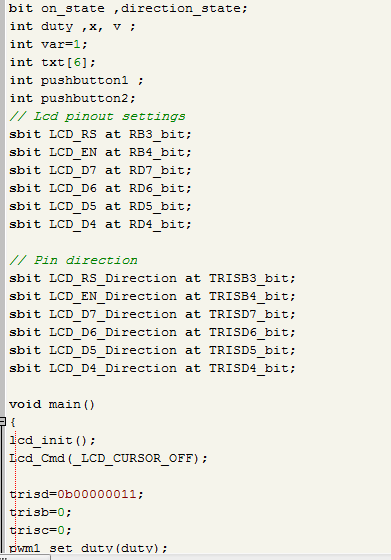 bit on_state ,direction_state;
int duty ,x, v ;
int var=1;
int txt[6];
int pushbutton1 ;
int pushbutton2;
// Lcd pinout settings
sbit LCD_RS at RB3_bit;
sbit LCD_EN at RB4_bit;
sbit LCD_D7 at RD7_bit;
sbit LCD_D6 at RD6_bit;
sbit LCD_D5 at RD5_bit;
sbit LCD_D4 at RD4_bit;
// Pin direction
sbit LCD_RS_Direction at TRISB3_bit;
sbit LCD_EN_Direction at TRISB4_bit;
sbit LCD_D7_Direction at TRISD7_bit;
sbit LCD_D6_Direction at TRISD6_bit;
sbit LCD_D5_Direction at TRISD5_bit;
sbit LCD_D4_Direction at TRISD4_bit;
void main()
{
lcd_init();
Lcd_Cmd(_LCD_CURSOR_OFF);
trisd=0b00000011;
trisb=0;
trisc=0;
pwm1_set_duty(duty);